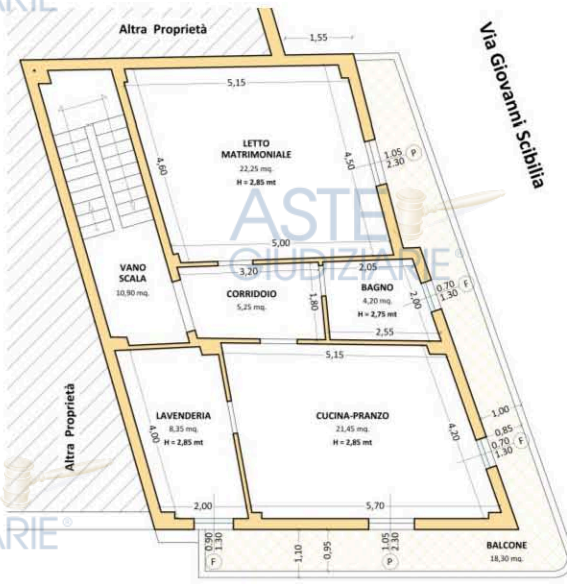 Altra Proprietà
1,55
Via Giovanni Scibilia
5,15
LETTO
MATRIMONIALE
22,25 mq.
H = 2,85 mt
4,60
4,50
1.05
2.30
P
ASTE
GIUDIZIARIE®
5,00
VANO
SCALA
10,90 mq.
3,20
CORRIDOIO
5,25 mq.
1,80
2,05
BAGNO
4,20 mq.
H = 2,75 mt
2,00
2,55
0.70
1.30
F
5,15
Altra Proprietà
LAVENDERIA
8,35 mq.
H = 2,85 mt
4,00
CUCINA-PRANZO
21,45 mq.
H = 2,85 mt
4,20
1,00
0,85
0.70
1.30
F
2,00
5,70
0.90
1.30
F
1,10
0,95
1.05
2.30
P
BALCONE
18,30 mq.
ARIE®